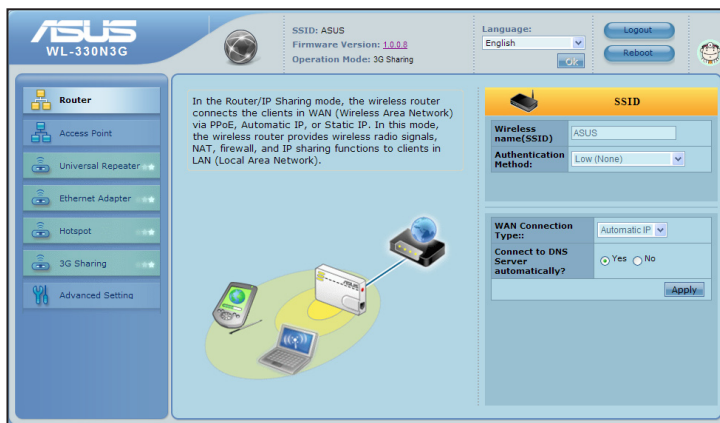 ASUS
WL-330N3G
SSID: ASUS
Firmware Version: 1.0.0.8
Operation Mode: 3G Sharing
Language:
English
OK
Logout
Reboot
Router
Access Point
Universal Repeater
Ethernet Adapter
Hotspot
3G Sharing
Advanced Setting
In the Router/IP Sharing mode, the wireless router
connects the clients in WAN (Wireless Area Network)
via PPoE, Automatic IP, or Static IP. In this mode,
the wireless router provides wireless radio signals,
NAT, firewall, and IP sharing functions to clients in
LAN (Local Area Network).
SSID
Wireless
name(SSID)
ASUS
Authentication
Method:
Low (None)
WAN Connection
Type::
Automatic IP
Connect to DNS
Server
automatically?
Yes No
Apply